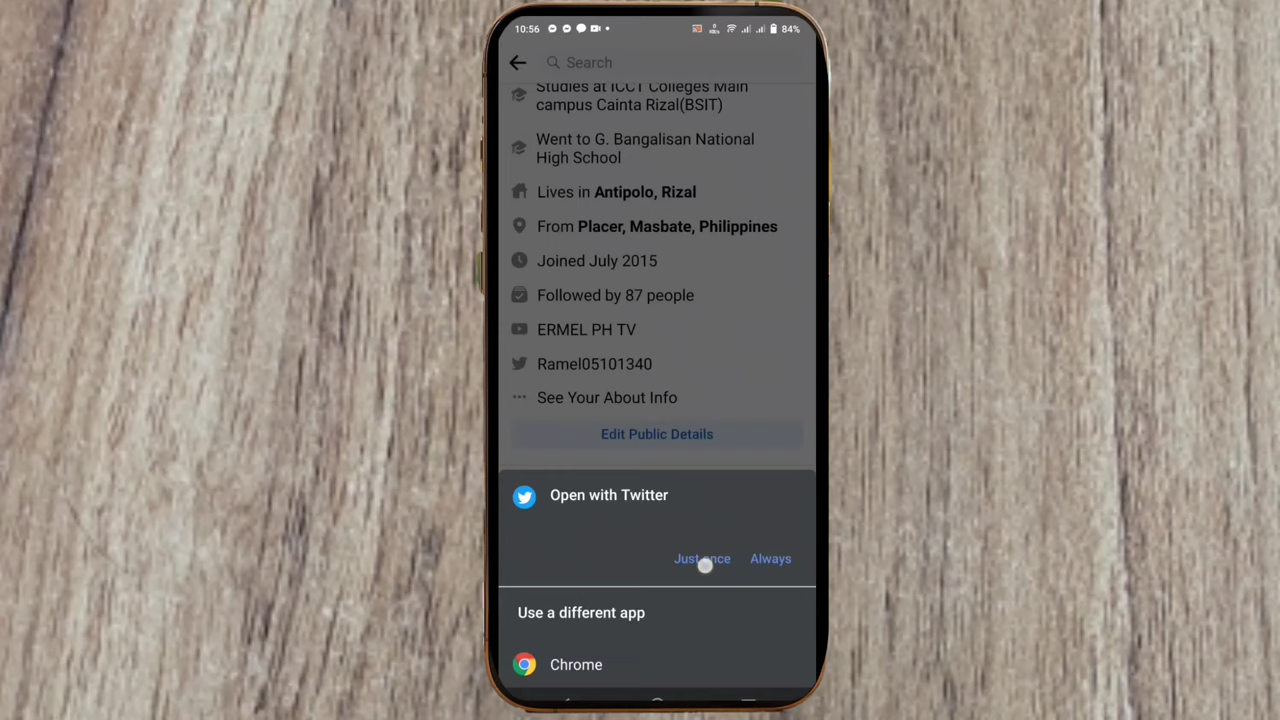 10:56 84%
Search
Studies at ICCT Colleges Main
campus Cainta Rizal(BSIT)
Went to G. Bangalisan National
High School
Lives in Antipolo, Rizal
From Placer, Masbate, Philippines
Joined July 2015
Followed by 87 people
ERMEL PH TV
Ramel05101340
See Your About Info
Edit Public Details
Open with Twitter
Just once Always
Use a different app
Chrome